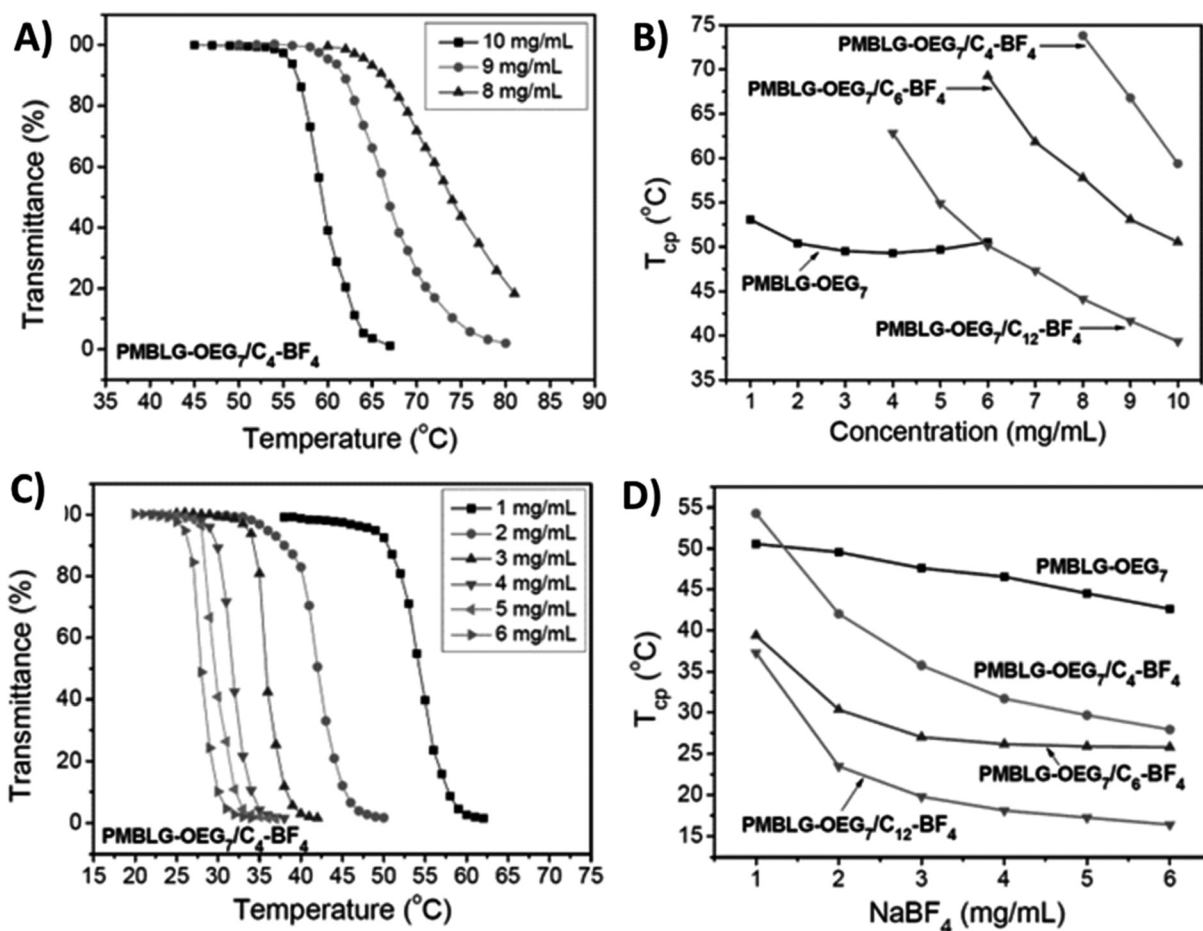 A)
00
80
60
40
20
0
Transmittance (%)
10 mg/mL
9 mg/mL
8 mg/mL
PMBLG-OEG₇/C₄-BF₄
35 40 45 50 55 60 65 70 75 80 85 90
Temperature (°C)
B)
75
70
65
60
55
50
45
40
35
T_cp (°C)
PMBLG-OEG₇/C₄-BF₄
PMBLG-OEG₇/C₆-BF₄
PMBLG-OEG₇
PMBLG-OEG₇/C₁₂-BF₄
1 2 3 4 5 6 7 8 9 10
Concentration (mg/mL)
C)
00
80
60
40
20
0
Transmittance (%)
1 mg/mL
2 mg/mL
3 mg/mL
4 mg/mL
5 mg/mL
6 mg/mL
PMBLG-OEG₇/C₄-BF₄
15 20 25 30 35 40 45 50 55 60 65 70 75
Temperature (°C)
D)
55
50
45
40
35
30
25
20
15
T_cp (°C)
PMBLG-OEG₇
PMBLG-OEG₇/C₄-BF₄
PMBLG-OEG₇/C₆-BF₄
PMBLG-OEG₇/C₁₂-BF₄
1 2 3 4 5 6
NaBF₄ (mg/mL)